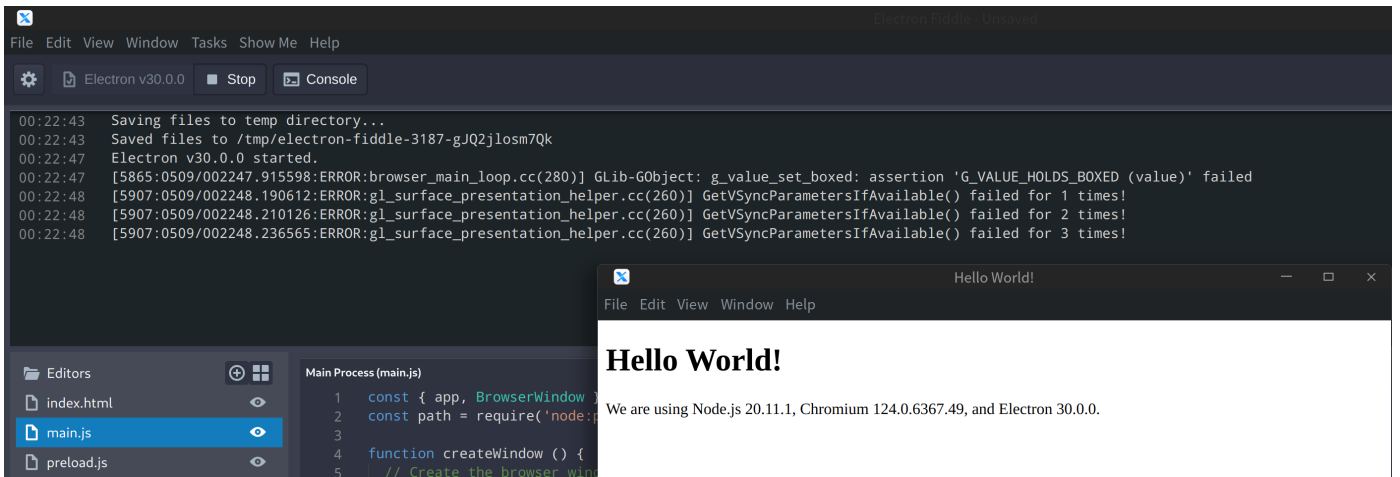 Electron Fiddle - Unsaved
File Edit View Window Tasks Show Me Help
Electron v30.0.0 Stop Console
00:22:43 Saving files to temp directory...
00:22:43 Saved files to /tmp/electron-fiddle-3187-gJQ2jlosm7Qk
00:22:47 Electron v30.0.0 started.
00:22:47 [5865:0509/002247.915598:ERROR:browser_main_loop.cc(280)] GLib-GObject: g_value_set_boxed: assertion 'G_VALUE_HOLDS_BOXED (value)' failed
00:22:48 [5907:0509/002248.190612:ERROR:gl_surface_presentation_helper.cc(260)] GetVSyncParametersIfAvailable() failed for 1 times!
00:22:48 [5907:0509/002248.210126:ERROR:gl_surface_presentation_helper.cc(260)] GetVSyncParametersIfAvailable() failed for 2 times!
00:22:48 [5907:0509/002248.236565:ERROR:gl_surface_presentation_helper.cc(260)] GetVSyncParametersIfAvailable() failed for 3 times!
Hello World!
File Edit View Window Help
Hello World!
We are using Node.js 20.11.1, Chromium 124.0.6367.49, and Electron 30.0.0.
Editors
index.html
main.js
preload.js
Main Process (main.js)
1 const { app, BrowserWindow }
2 const path = require('node:p
3
4 function createWindow () {
5 // Create the browser wind